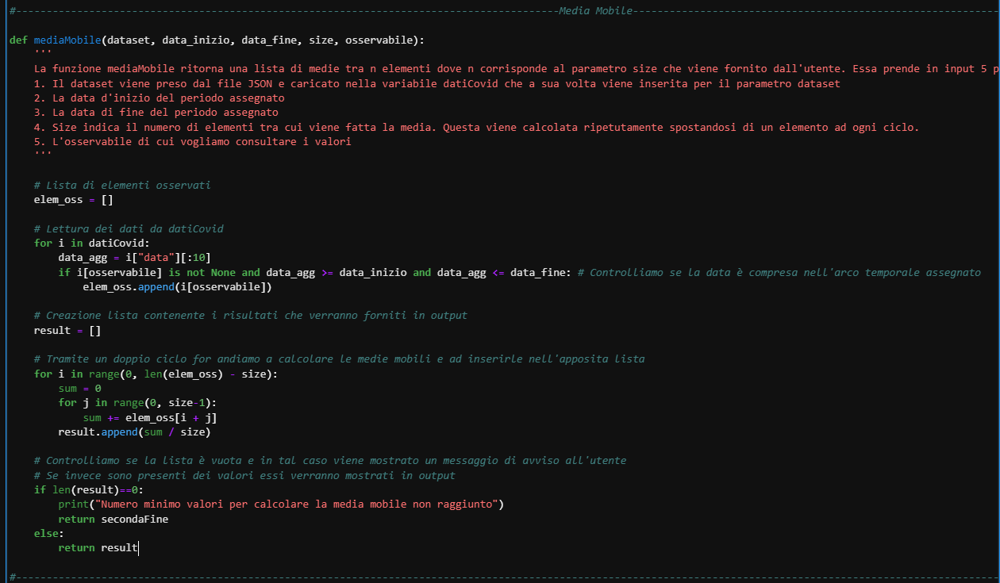 #-----------------------------------------------------------------------------------------Media Mobile------------------------------------------------------------
def mediaMobile(dataset, data_inizio, data_fine, size, osservabile):
    '''
    La funzione mediaMobile ritorna una lista di medie tra n elementi dove n corrisponde al parametro size che viene fornito dall'utente. Essa prende in input 5 p
    1. Il dataset viene preso dal file JSON e caricato nella variabile datiCovid che a sua volta viene inserita per il parametro dataset
    2. La data d'inizio del periodo assegnato
    3. La data di fine del periodo assegnato
    4. Size indica il numero di elementi tra cui viene fatta la media. Questa viene calcolata ripetutamente spostandosi di un elemento ad ogni ciclo.
    5. L'osservabile di cui vogliamo consultare i valori
    '''
    # Lista di elementi osservati
    elem_oss = []
    # Lettura dei dati da datiCovid
    for i in datiCovid:
        data_agg = i["data"][:10]
        if i[osservabile] is not None and data_agg >= data_inizio and data_agg <= data_fine: # Controlliamo se la data è compresa nell'arco temporale assegnato
            elem_oss.append(i[osservabile])
    # Creazione lista contenente i risultati che verranno forniti in output
    result = []
    # Tramite un doppio ciclo for andiamo a calcolare le medie mobili e ad inserirle nell'apposita lista
    for i in range(0, len(elem_oss) - size):
        sum = 0
        for j in range(0, size-1):
            sum += elem_oss[i + j]
        result.append(sum / size)
    # Controlliamo se la lista è vuota e in tal caso viene mostrato un messaggio di avviso all'utente
    # Se invece sono presenti dei valori essi verranno mostrati in output
    if len(result)==0:
        print("Numero minimo valori per calcolare la media mobile non raggiunto")
        return secondaFine
    else:
        return result
#-----------------------------------------------------------------------------------------------------------------------------------------------------------------